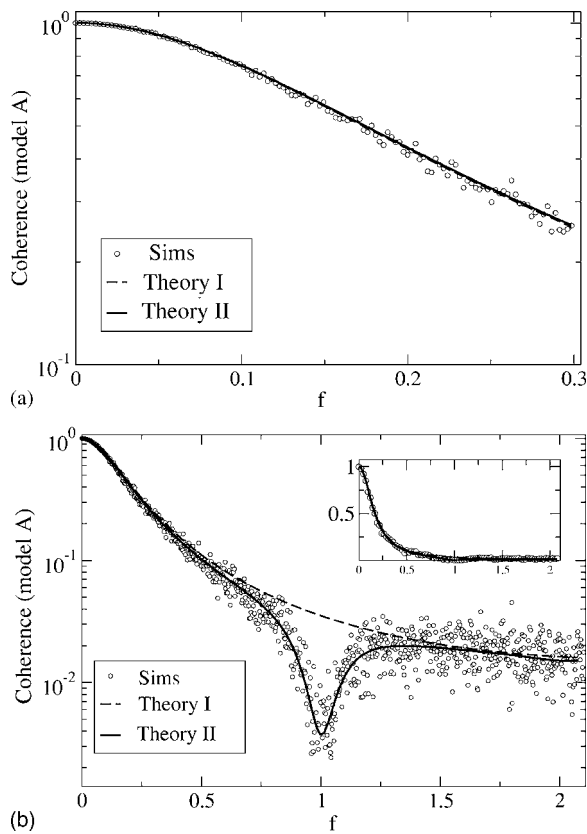 10^0
Coherence (model A)
Sims
Theory I
Theory II
10^-1
0 0.1 0.2 0.3
(a) f
10^0
Coherence (model A)
10^-1
10^-2
1
0.5
0 0.5 1 1.5 2
Sims
Theory I
Theory II
0 0.5 1 1.5 2
(b) f